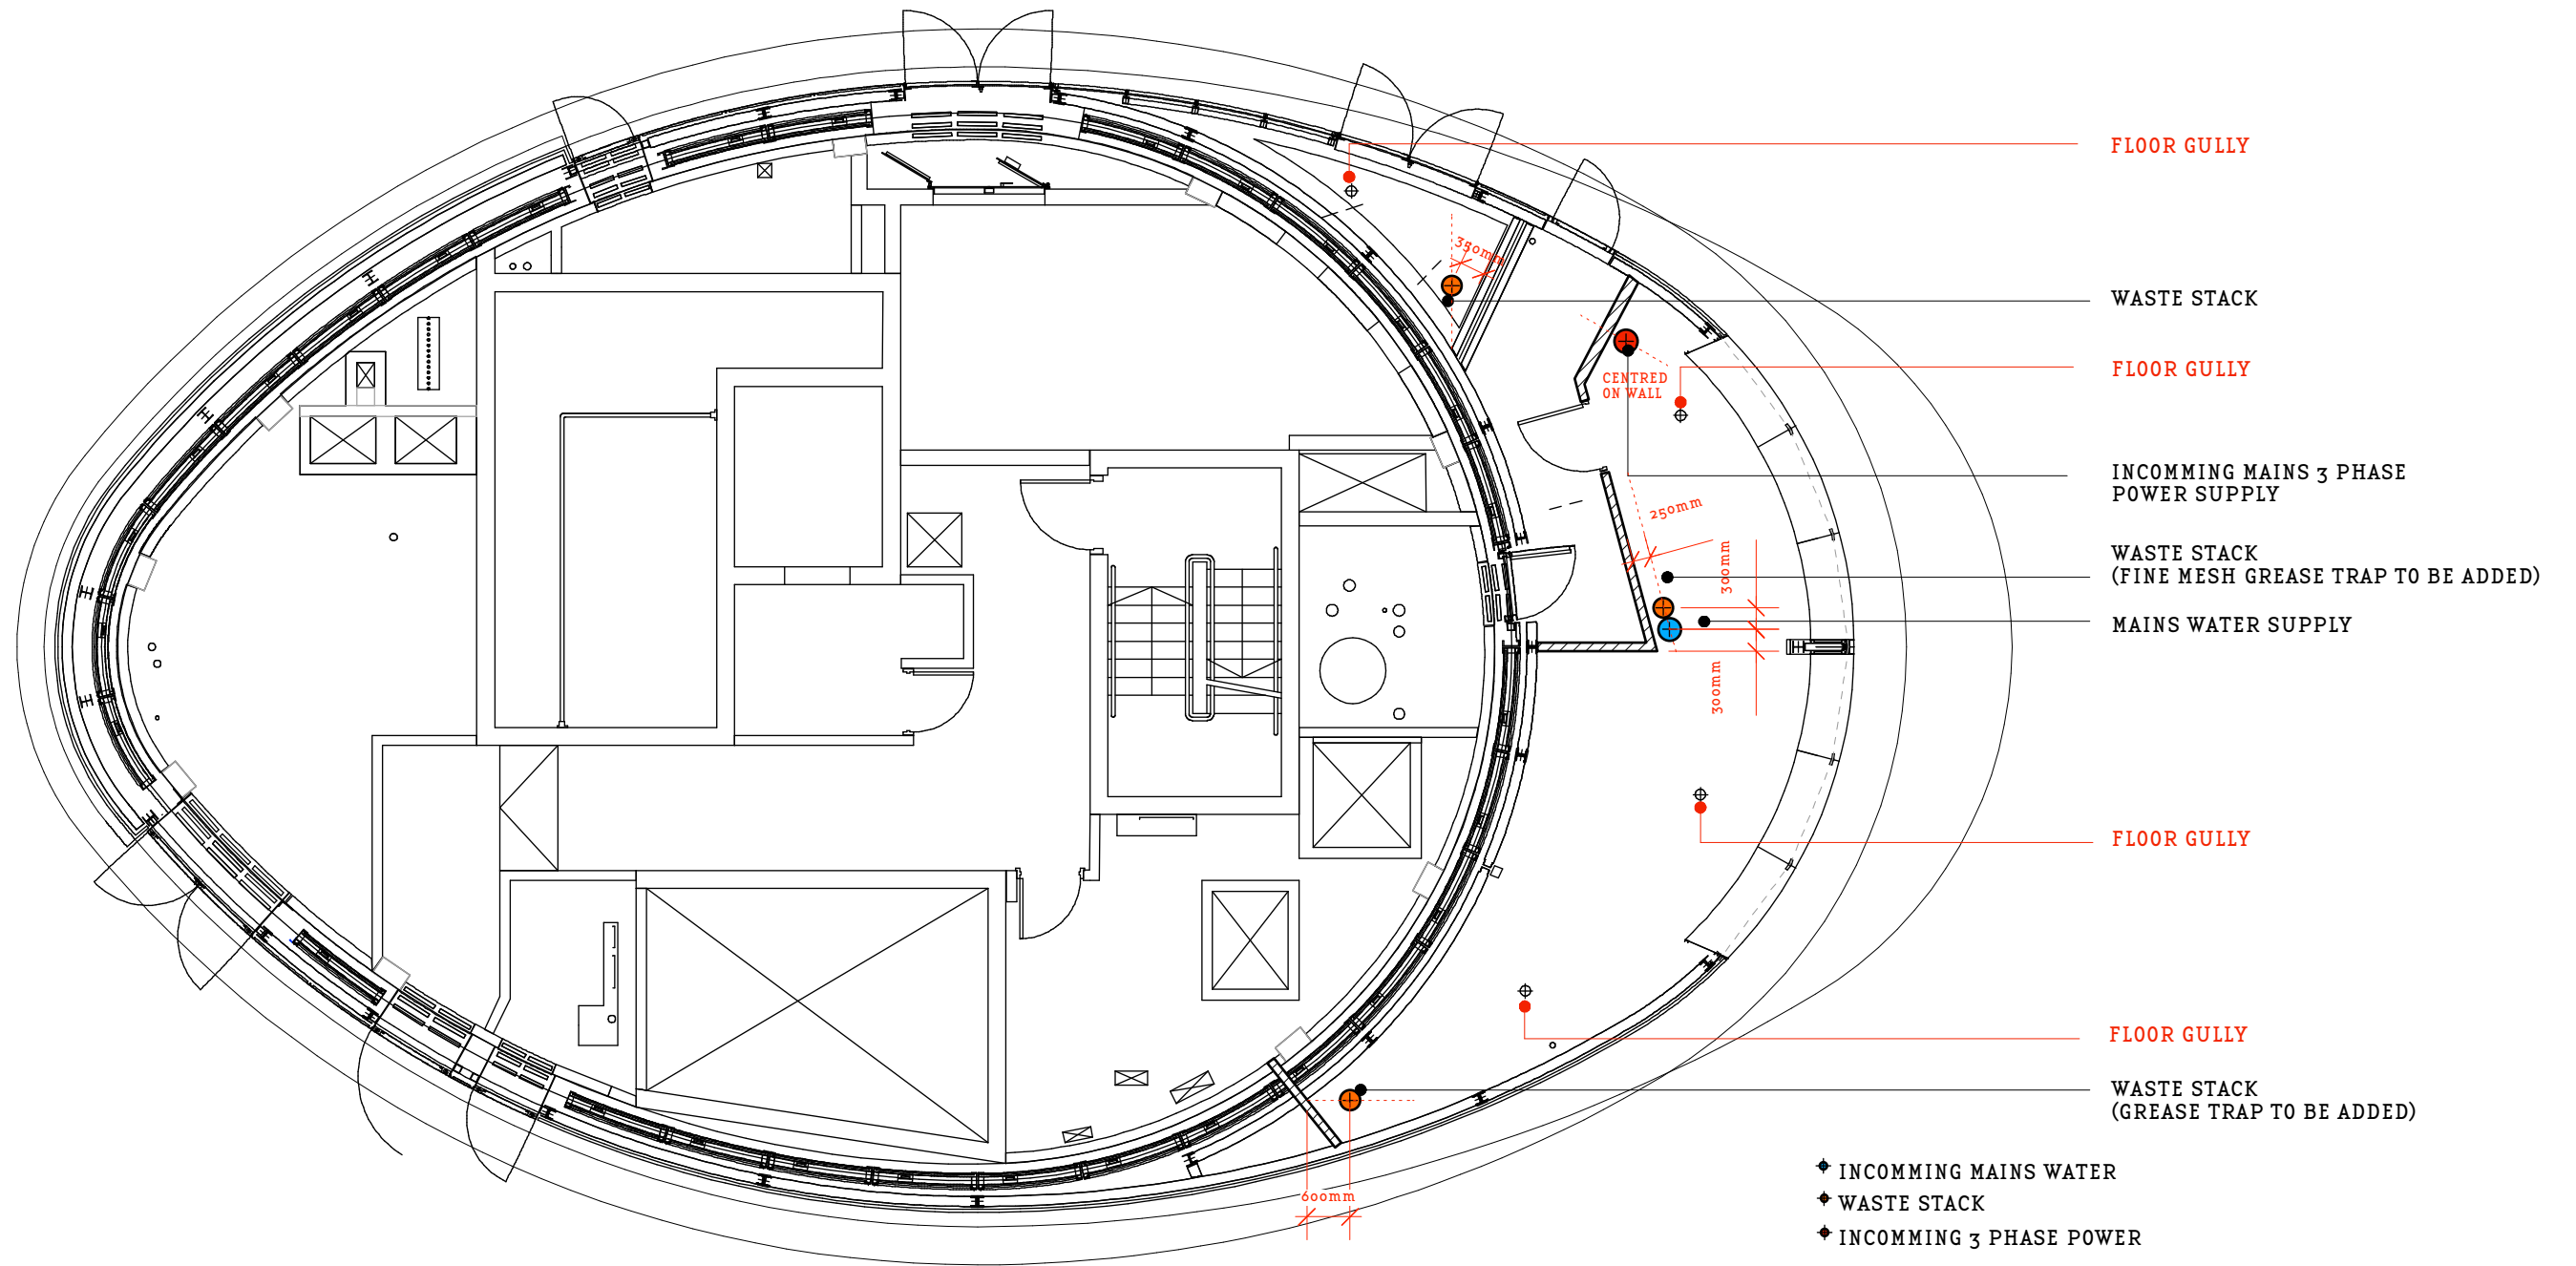 FLOOR GULLY
350mm
WASTE STACK
FLOOR GULLY
CENTRED
ON WALL
INCOMMING MAINS 3 PHASE
POWER SUPPLY
250mm
300mm
WASTE STACK
(FINE MESH GREASE TRAP TO BE ADDED)
MAINS WATER SUPPLY
300mm
FLOOR GULLY
FLOOR GULLY
WASTE STACK
(GREASE TRAP TO BE ADDED)
INCOMMING MAINS WATER
600mm
WASTE STACK
INCOMMING 3 PHASE POWER